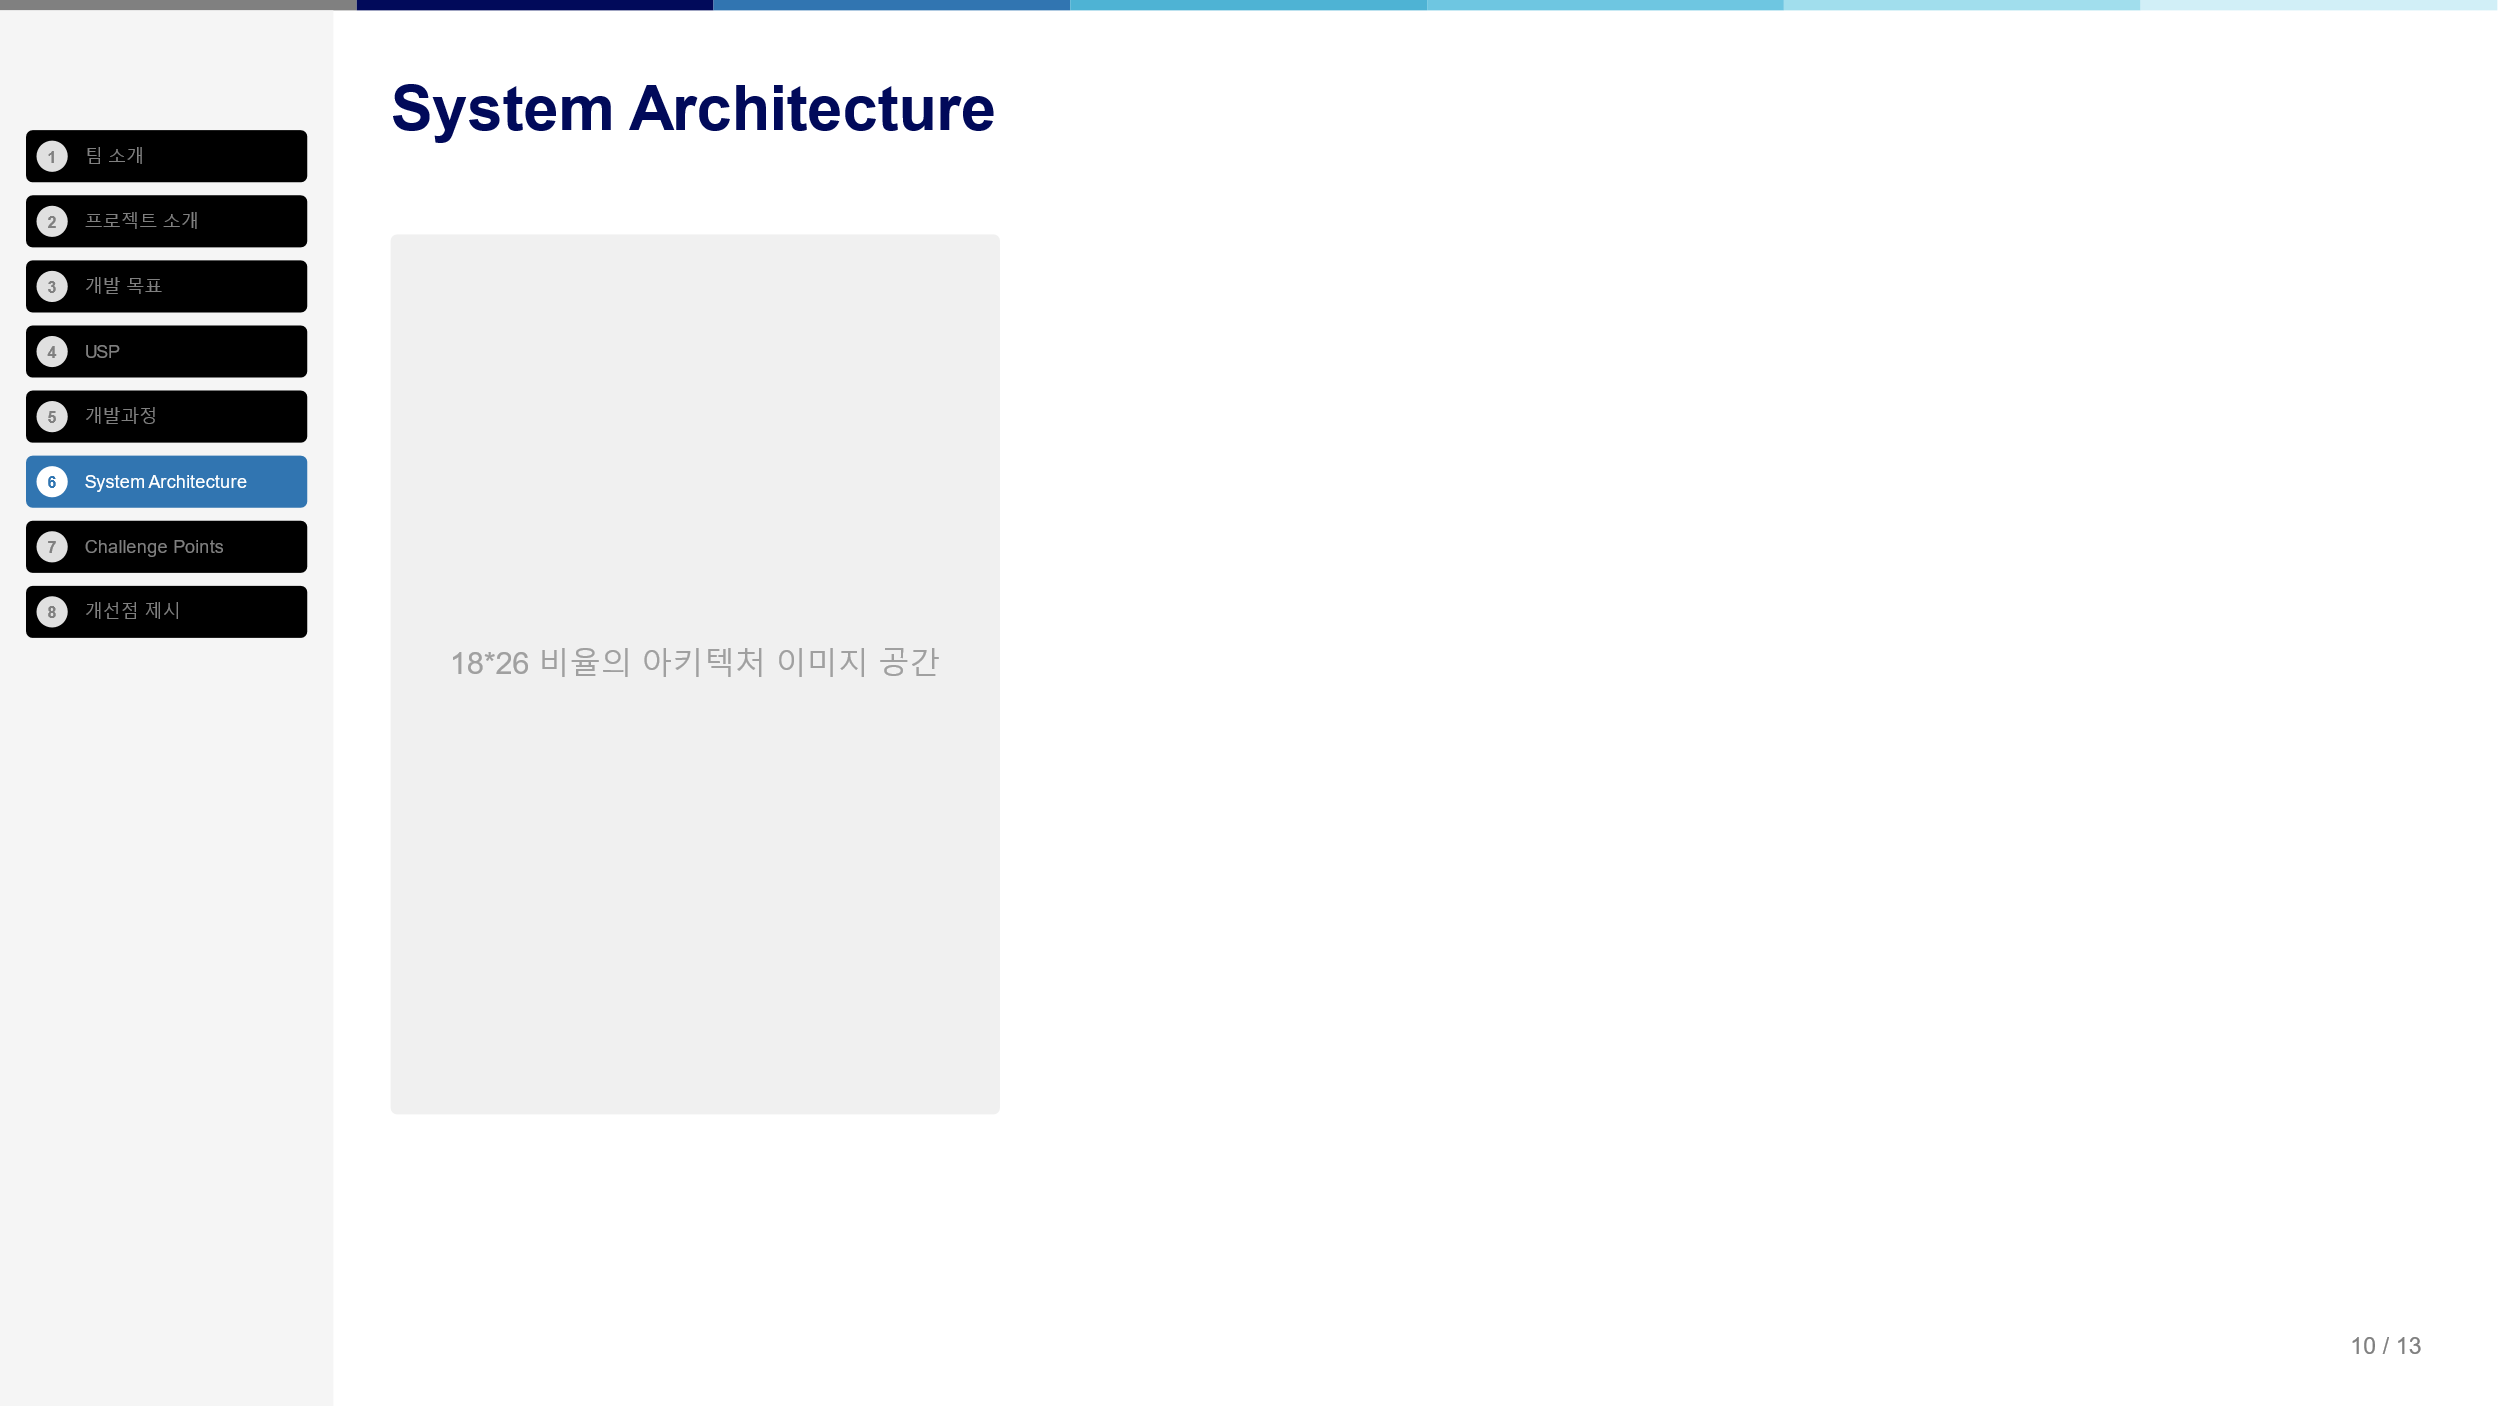 System Architecture
1 팀 소개
2 프로젝트 소개
3 개발 목표
4 USP
5 개발과정
6 System Architecture
7 Challenge Points
8 개선점 제시
18*26 비율의 아키텍처 이미지 공간
10 / 13